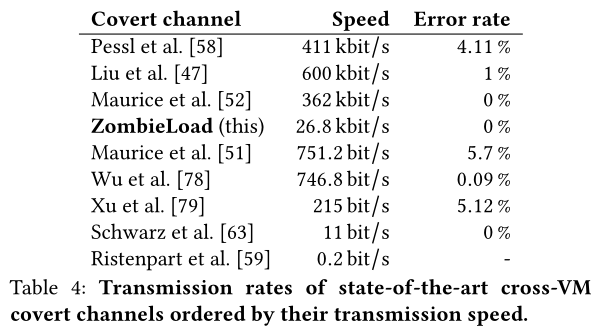 Covert channel Speed Error rate
Pessl et al. [58] 411 kbit/s 4.11 %
Liu et al. [47] 600 kbit/s 1 %
Maurice et al. [52] 362 kbit/s 0 %
ZombieLoad (this) 26.8 kbit/s 0 %
Maurice et al. [51] 751.2 bit/s 5.7 %
Wu et al. [78] 746.8 bit/s 0.09 %
Xu et al. [79] 215 bit/s 5.12 %
Schwarz et al. [63] 11 bit/s 0 %
Ristenpart et al. [59] 0.2 bit/s -
Table 4: Transmission rates of state-of-the-art cross-VM
covert channels ordered by their transmission speed.